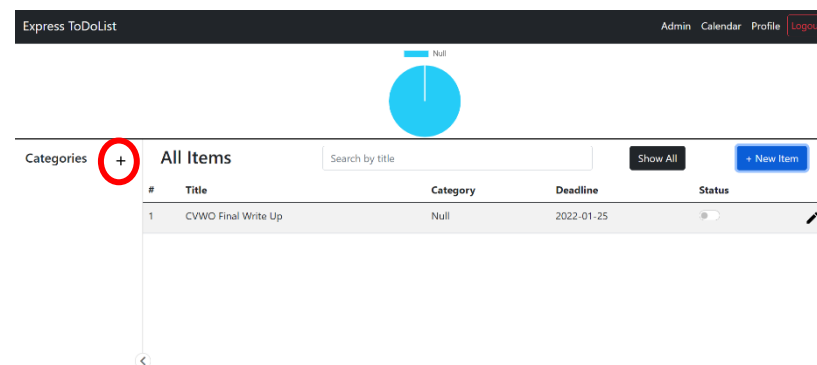 Express ToDoList Admin Calendar Profile
Null
Categories + All Items Search by title Show All + New Item
# Title Category Deadline Status
1 CVWO Final Write Up Null 2022-01-25